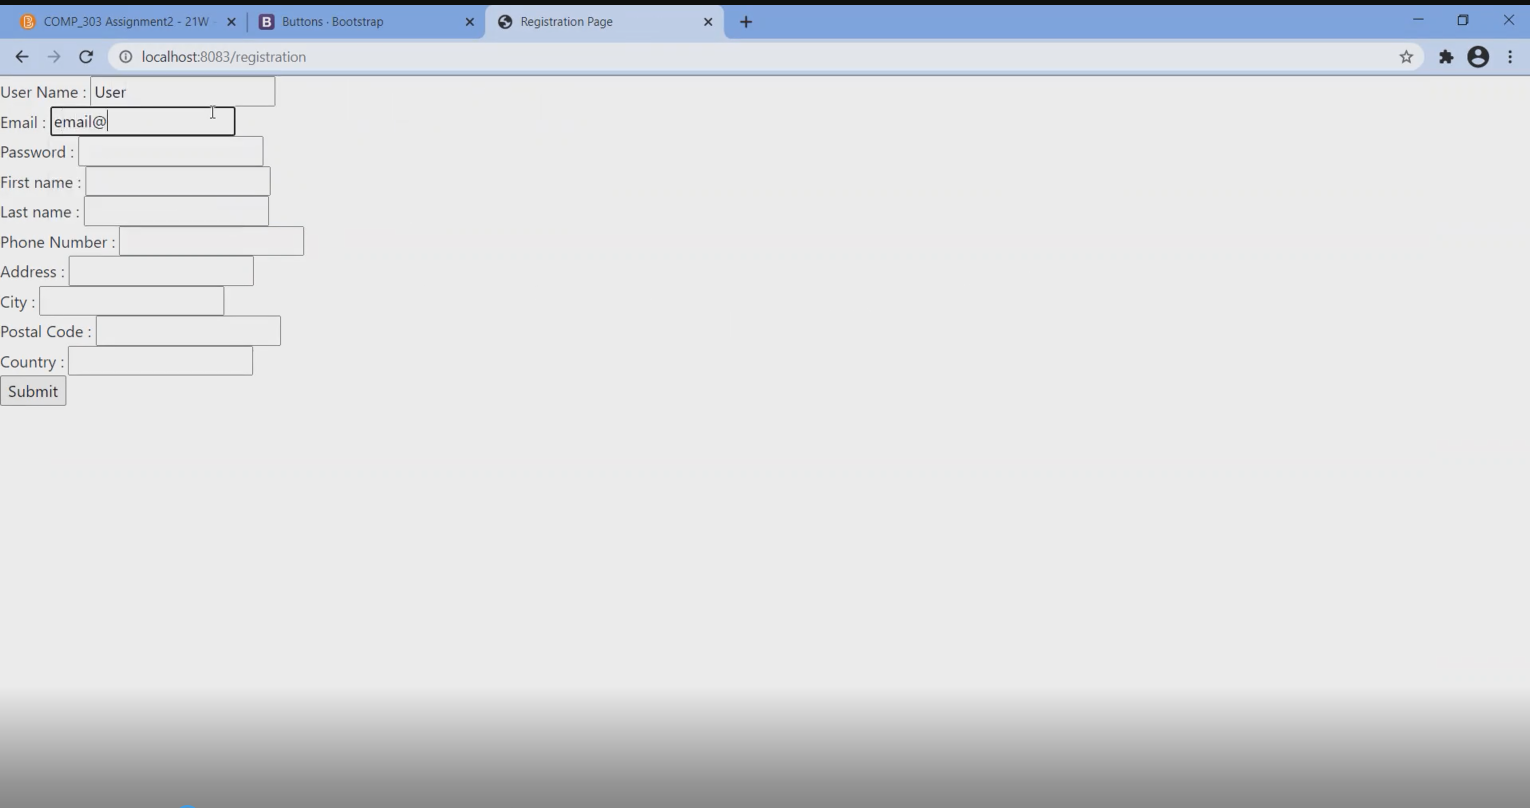 COMP_303 Assignment2 - 21W
Buttons · Bootstrap
Registration Page
localhost:8083/registration
User Name : User
Email : email@
Password :
First name :
Last name :
Phone Number :
Address :
City :
Postal Code :
Country :
Submit